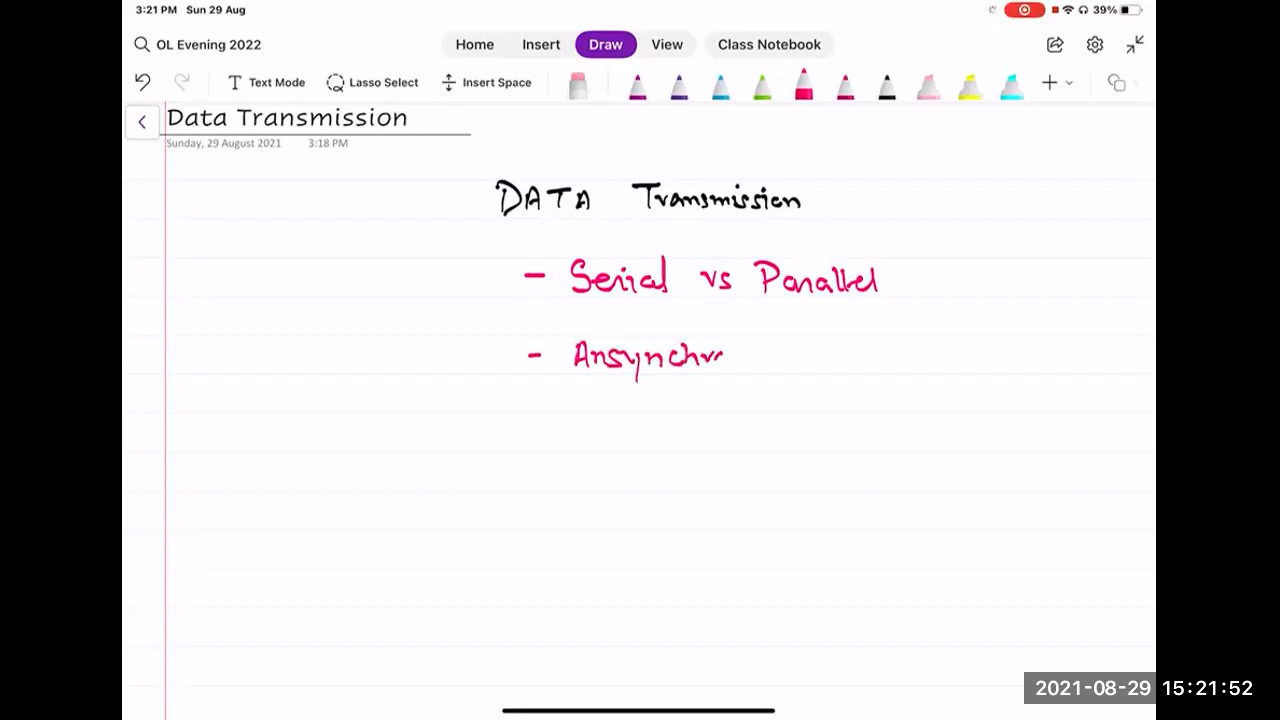 3:21 PM Sun 29 Aug 39%
OL Evening 2022 Home Insert Draw View Class Notebook
Text Mode Lasso Select Insert Space
Data Transmission
Sunday, 29 August 2021 3:18 PM
DATA Transmission
- Serial vs Parallel
- Ansynchr
2021-08-29 15:21:52